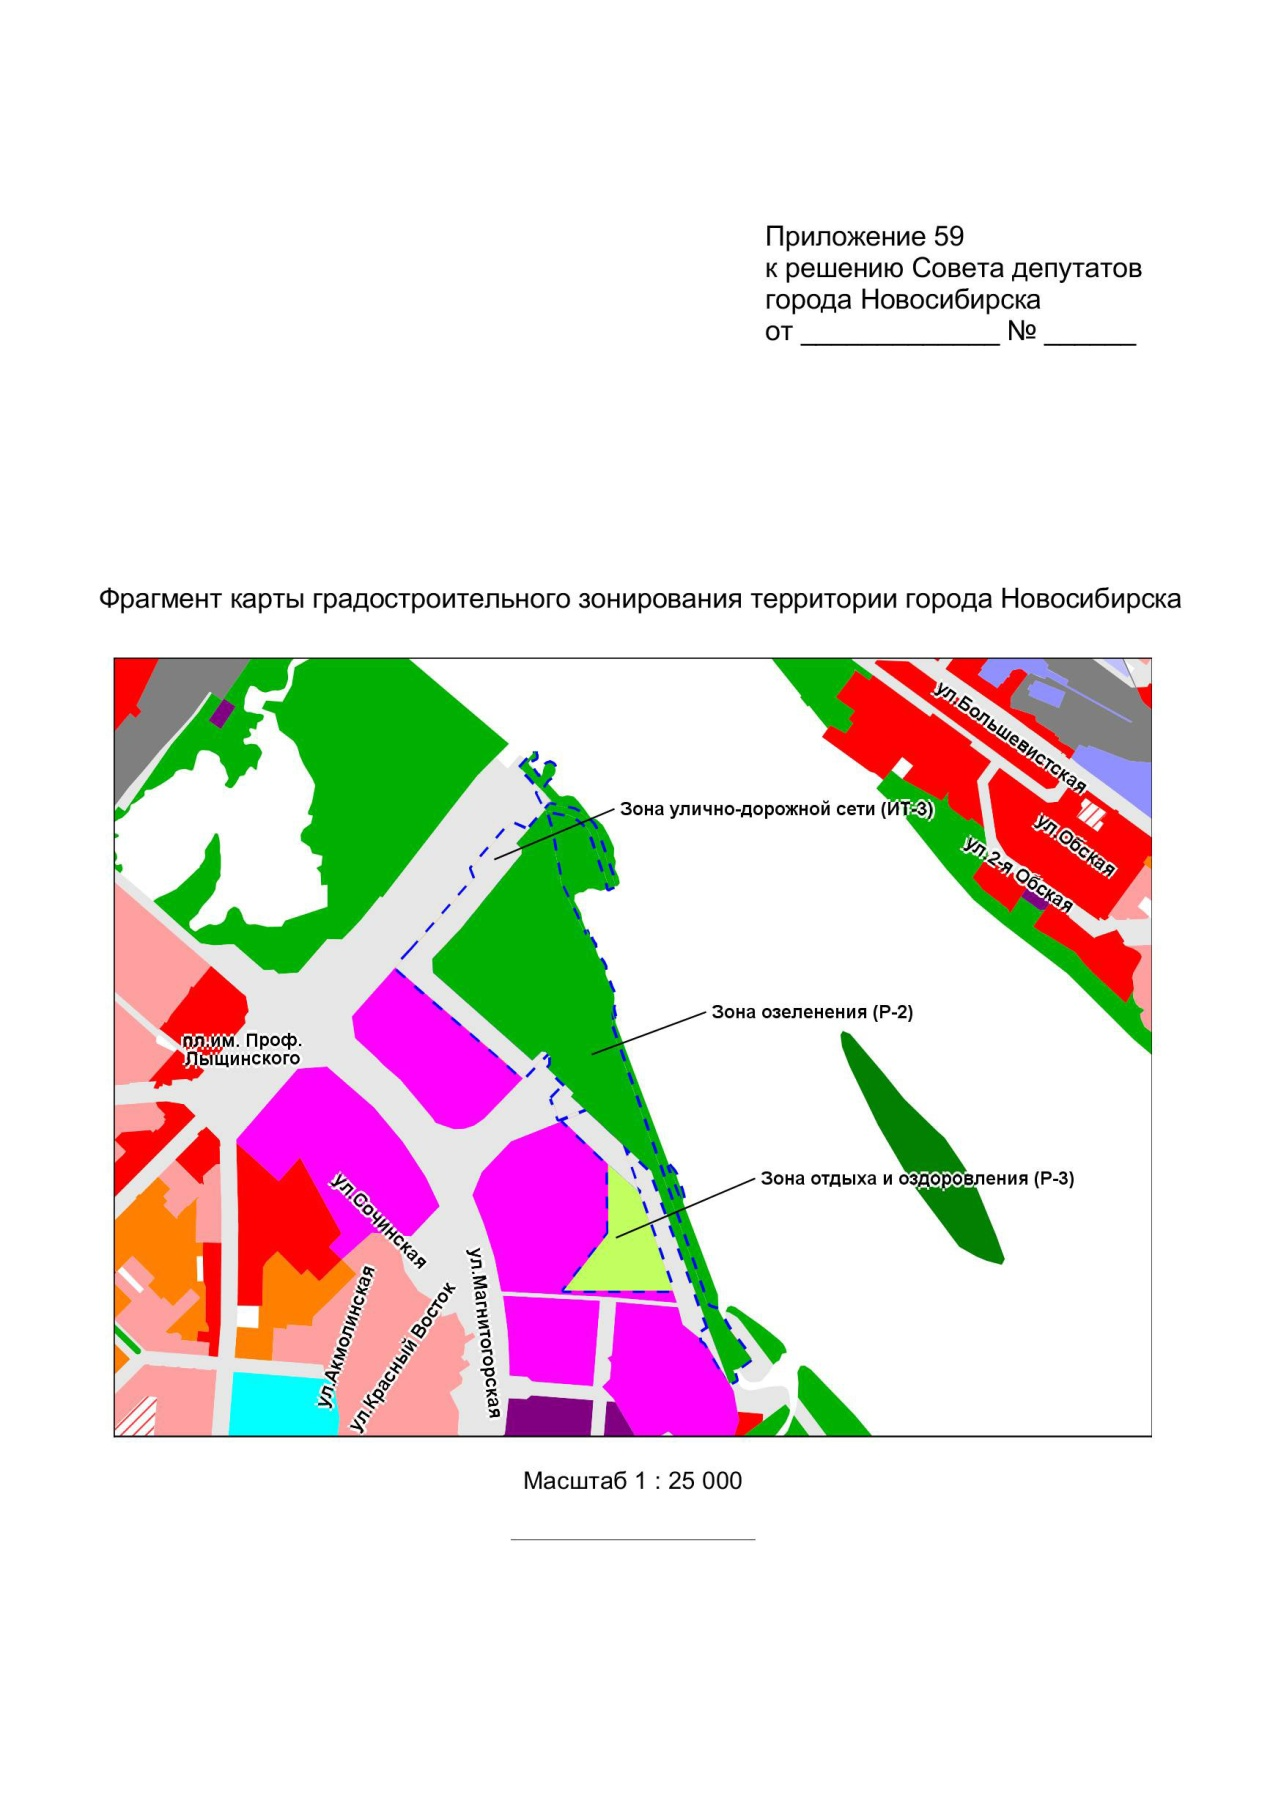 Приложение 59
к решению Совета депутатов
города Новосибирска
от _____________ № ______
Фрагмент карты градостроительного зонирования территории города Новосибирска
ул.Большевистская
Зона улично-дорожной сети (ИТ-3)
ул.Обская
ул.2-я Обская
Зона озеленения (Р-2)
пл.им. Проф.
Лыщинского
Зона отдыха и оздоровления (Р-3)
ул.Сочинская
ул.Магнитогорская
ул.Акмолинская
ул.Красный Восток
Масштаб 1 : 25 000